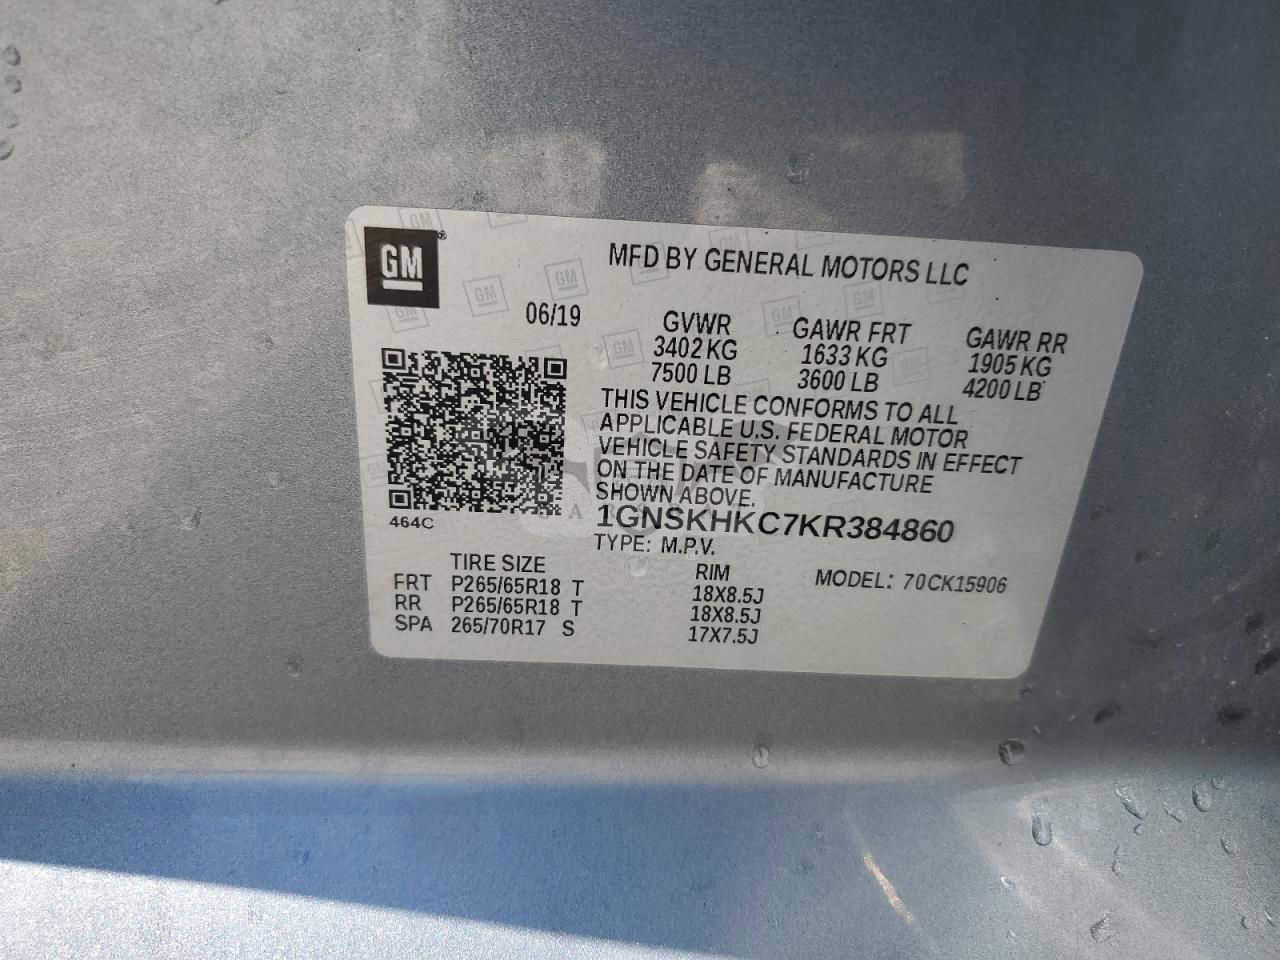 GM
MFD BY GENERAL MOTORS LLC
06/19
GVWR GAWR FRT GAWR RR
3402 KG 1633 KG 1905 KG
7500 LB 3600 LB 4200 LB
THIS VEHICLE CONFORMS TO ALL
APPLICABLE U.S. FEDERAL MOTOR
VEHICLE SAFETY STANDARDS IN EFFECT
ON THE DATE OF MANUFACTURE
SHOWN ABOVE.
464C
1GNSKHKC7KR384860
TYPE: M.P.V.
TIRE SIZE RIM MODEL: 70CK15906
FRT P265/65R18 T 18X8.5J
RR P265/65R18 T 18X8.5J
SPA 265/70R17 S 17X7.5J